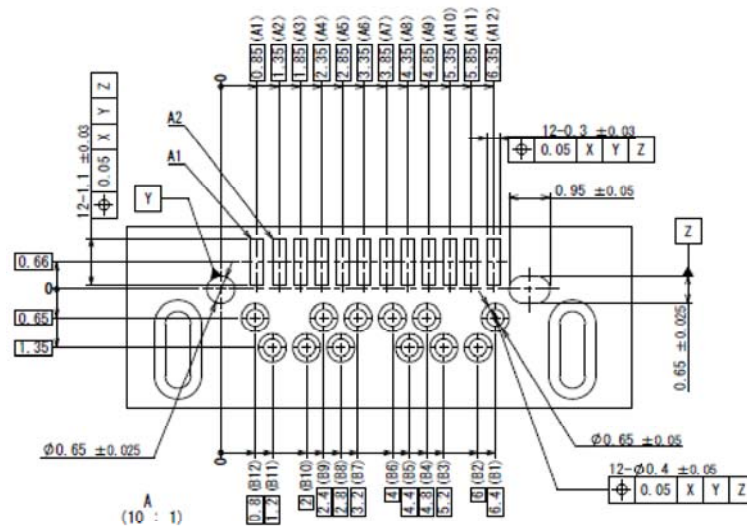 0
0.85 (A1)
1.35 (A2)
1.85 (A3)
2.35 (A4)
2.85 (A5)
3.35 (A6)
3.85 (A7)
4.35 (A8)
4.85 (A9)
5.35 (A10)
5.85 (A11)
6.35 (A12)
12-1.1 ±0.03
⌖ 0.05 X Y Z
A2
A1
Y
12-0.3 ±0.03
⌖ 0.05 X Y Z
0.95 ±0.05
Z
0.66
0
0.65
1.35
0.65 ±0.025
Ø0.65 ±0.025
Ø0.65 ±0.05
12-Ø0.4 ±0.05
⌖ 0.05 X Y Z
0
0.8 (B12)
1.2 (B11)
2 (B10)
2.4 (B9)
2.8 (B8)
3.2 (B7)
4 (B6)
4.4 (B5)
4.8 (B4)
5.2 (B3)
6 (B2)
6.4 (B1)
A
(10 : 1)